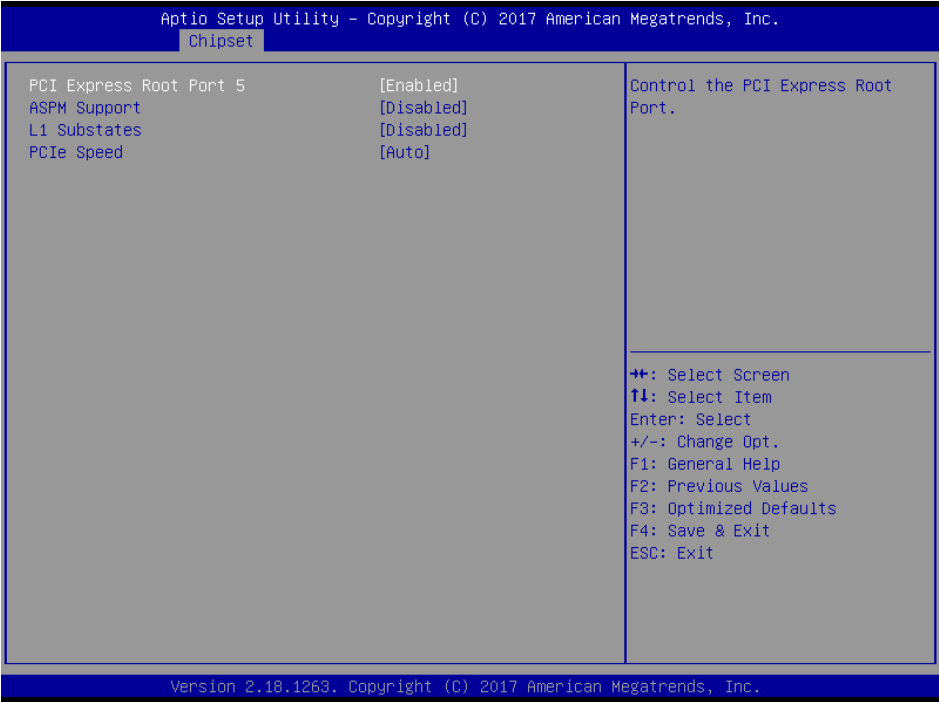 Aptio Setup Utility – Copyright (C) 2017 American Megatrends, Inc.
Chipset
PCI Express Root Port 5 [Enabled]
ASPM Support [Disabled]
L1 Substates [Disabled]
PCIe Speed [Auto]
Control the PCI Express Root
Port.
→←: Select Screen
↑↓: Select Item
Enter: Select
+/-: Change Opt.
F1: General Help
F2: Previous Values
F3: Optimized Defaults
F4: Save & Exit
ESC: Exit
Version 2.18.1263. Copyright (C) 2017 American Megatrends, Inc.